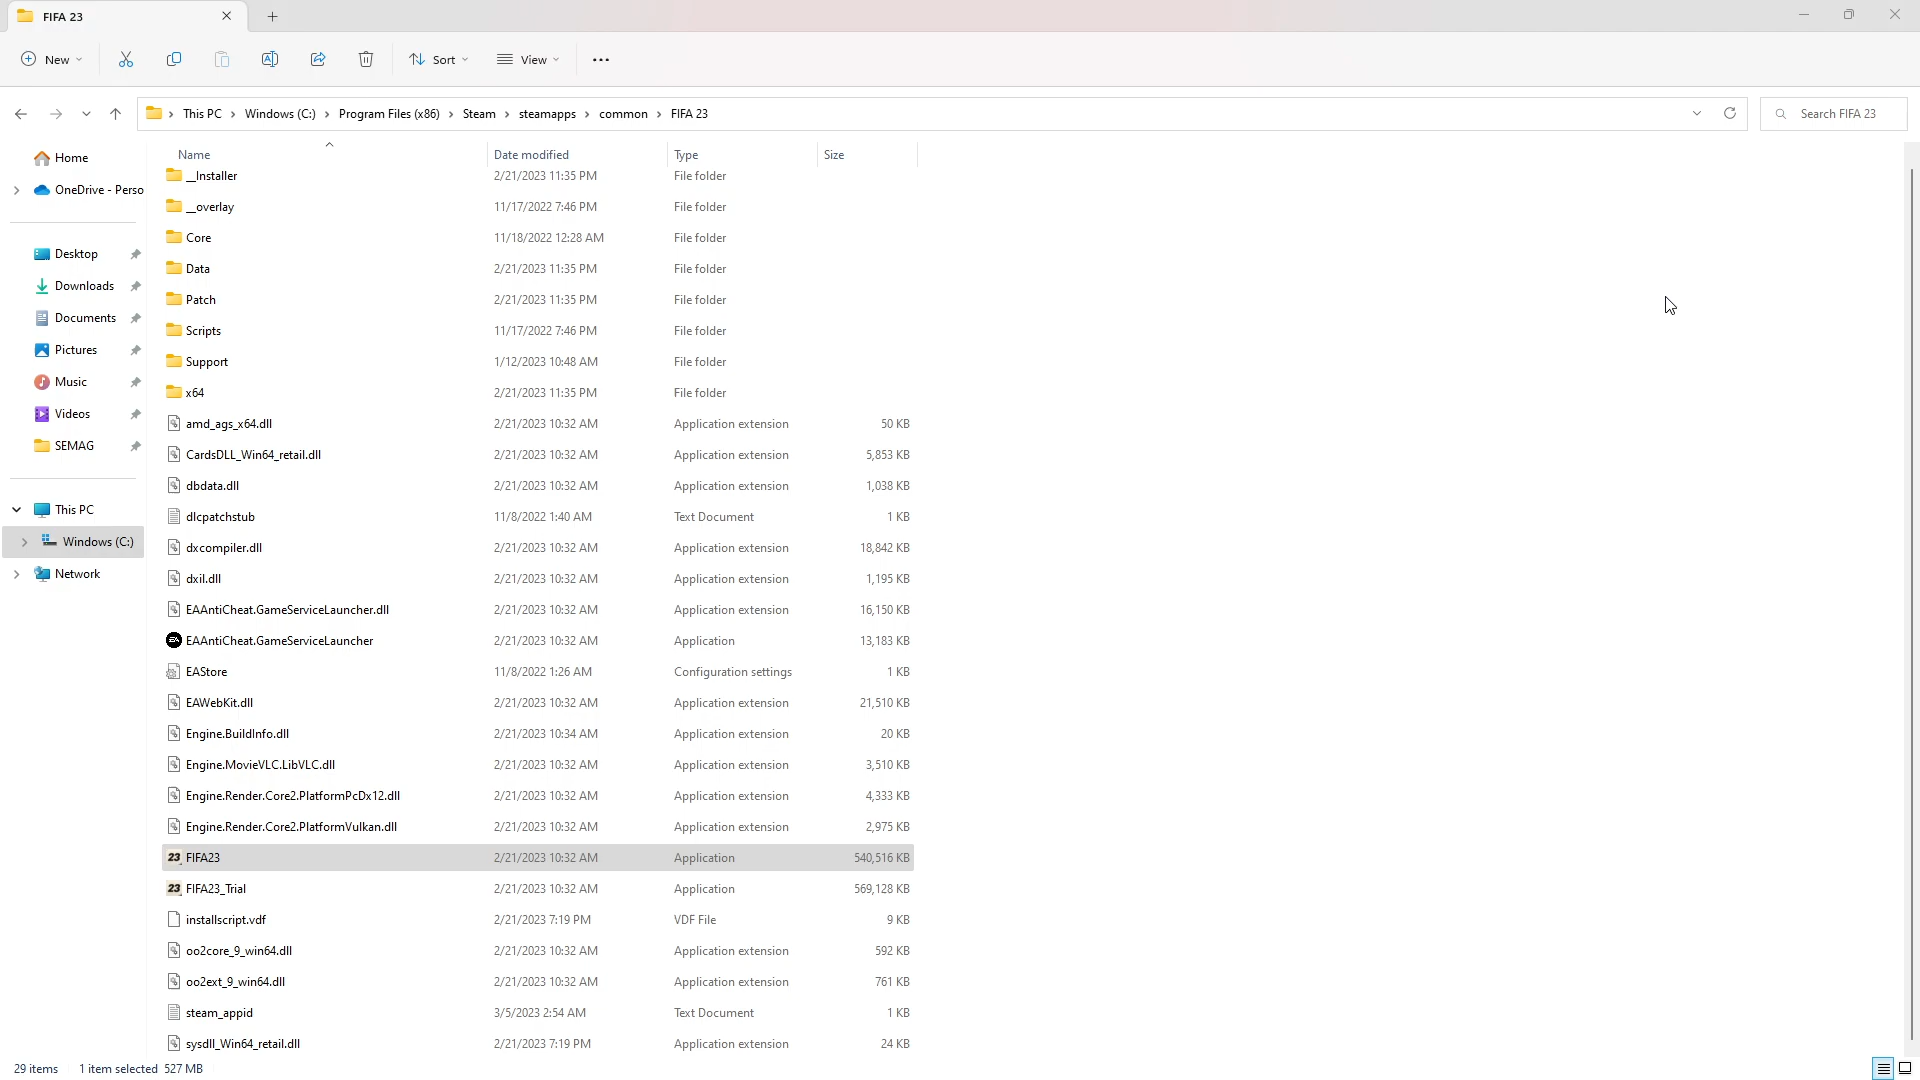 FIFA 23
New
Sort
View
This PC
Windows (C:)
Program Files (x86)
Steam
steamapps
common
FIFA 23
Search FIFA 23
Home
OneDrive - Perso
Desktop
Downloads
Documents
Pictures
Music
Videos
SEMAG
This PC
Windows (C:)
Network
Name Date modified Type Size
__Installer 2/21/2023 11:35 PM File folder
__overlay 11/17/2022 7:46 PM File folder
Core 11/18/2022 12:28 AM File folder
Data 2/21/2023 11:35 PM File folder
Patch 2/21/2023 11:35 PM File folder
Scripts 11/17/2022 7:46 PM File folder
Support 1/12/2023 10:48 AM File folder
x64 2/21/2023 11:35 PM File folder
amd_ags_x64.dll 2/21/2023 10:32 AM Application extension 50 KB
CardsDLL_Win64_retail.dll 2/21/2023 10:32 AM Application extension 5,853 KB
dbdata.dll 2/21/2023 10:32 AM Application extension 1,038 KB
dlcpatchstub 11/8/2022 1:40 AM Text Document 1 KB
dxcompiler.dll 2/21/2023 10:32 AM Application extension 18,842 KB
dxil.dll 2/21/2023 10:32 AM Application extension 1,195 KB
EAAntiCheat.GameServiceLauncher.dll 2/21/2023 10:32 AM Application extension 16,150 KB
EAAntiCheat.GameServiceLauncher 2/21/2023 10:32 AM Application 13,183 KB
EAStore 11/8/2022 1:26 AM Configuration settings 1 KB
EAWebKit.dll 2/21/2023 10:32 AM Application extension 21,510 KB
Engine.BuildInfo.dll 2/21/2023 10:34 AM Application extension 20 KB
Engine.MovieVLC.LibVLC.dll 2/21/2023 10:32 AM Application extension 3,510 KB
Engine.Render.Core2.PlatformPcDx12.dll 2/21/2023 10:32 AM Application extension 4,333 KB
Engine.Render.Core2.PlatformVulkan.dll 2/21/2023 10:32 AM Application extension 2,975 KB
23 FIFA23 2/21/2023 10:32 AM Application 540,516 KB
23 FIFA23_Trial 2/21/2023 10:32 AM Application 569,128 KB
installscript.vdf 2/21/2023 7:19 PM VDF File 9 KB
oo2core_9_win64.dll 2/21/2023 10:32 AM Application extension 592 KB
oo2ext_9_win64.dll 2/21/2023 10:32 AM Application extension 761 KB
steam_appid 3/5/2023 2:54 AM Text Document 1 KB
sysdll_Win64_retail.dll 2/21/2023 7:19 PM Application extension 24 KB
29 items 1 item selected 527 MB